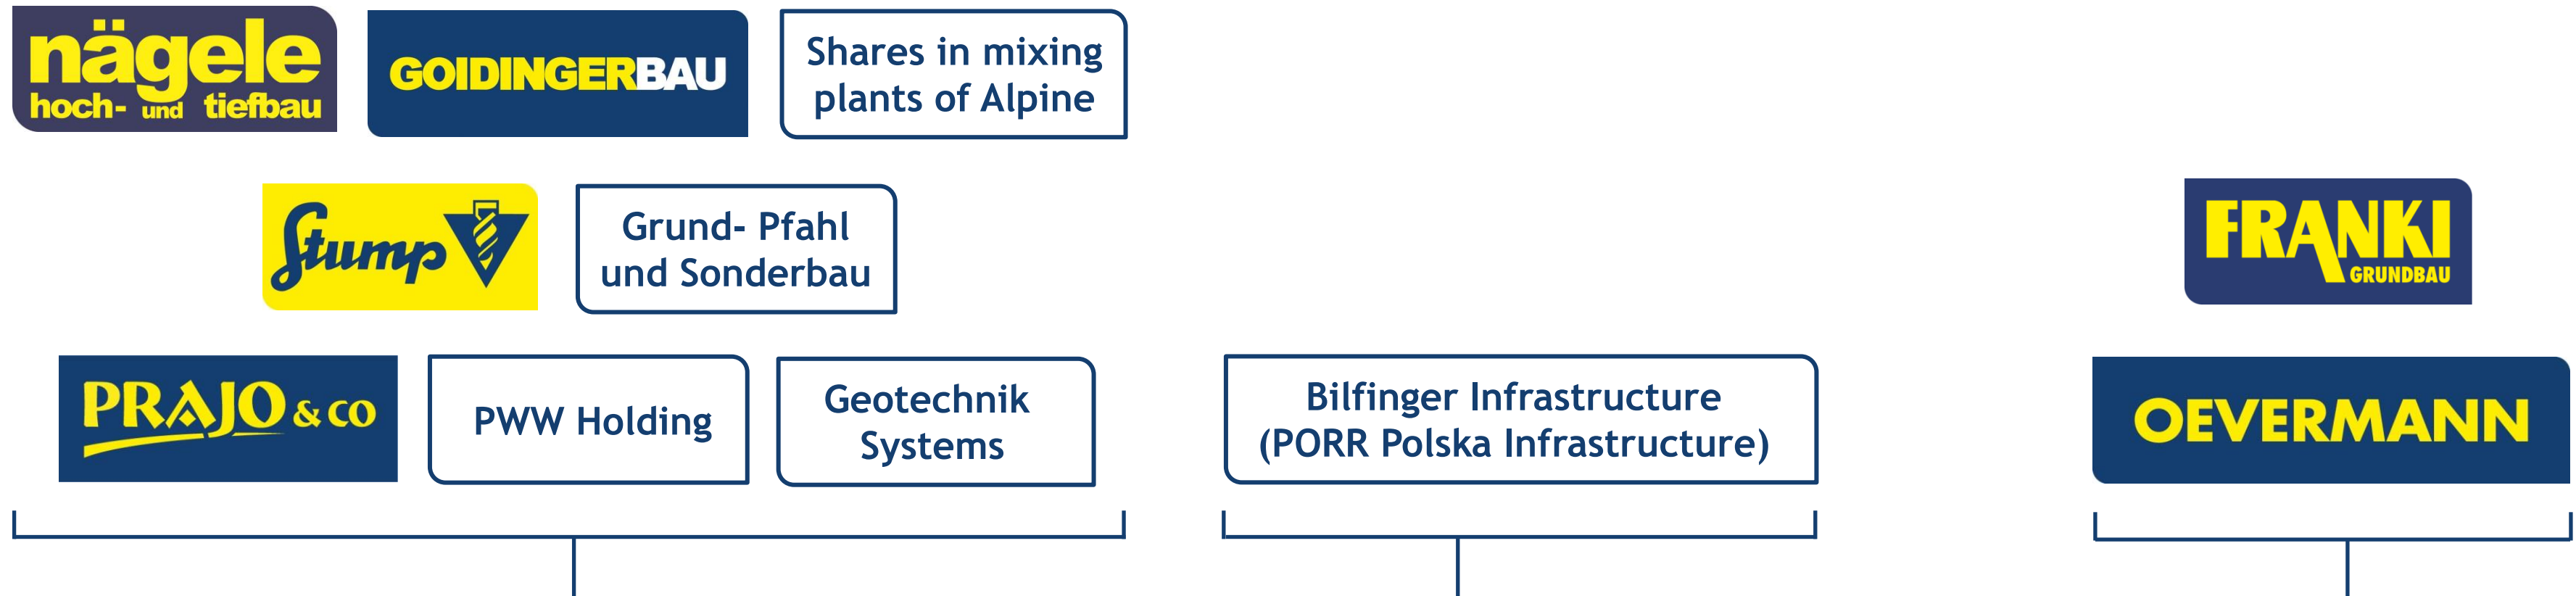 nägele
hoch- und tiefbau
GOIDINGERBAU
Shares in mixing
plants of Alpine
Stump
Grund- Pfahl
und Sonderbau
FRANKI
GRUNDBAU
PRAJO & CO
PWW Holding
Geotechnik
Systems
Bilfinger Infrastructure
(PORR Polska Infrastructure)
OEVERMANN